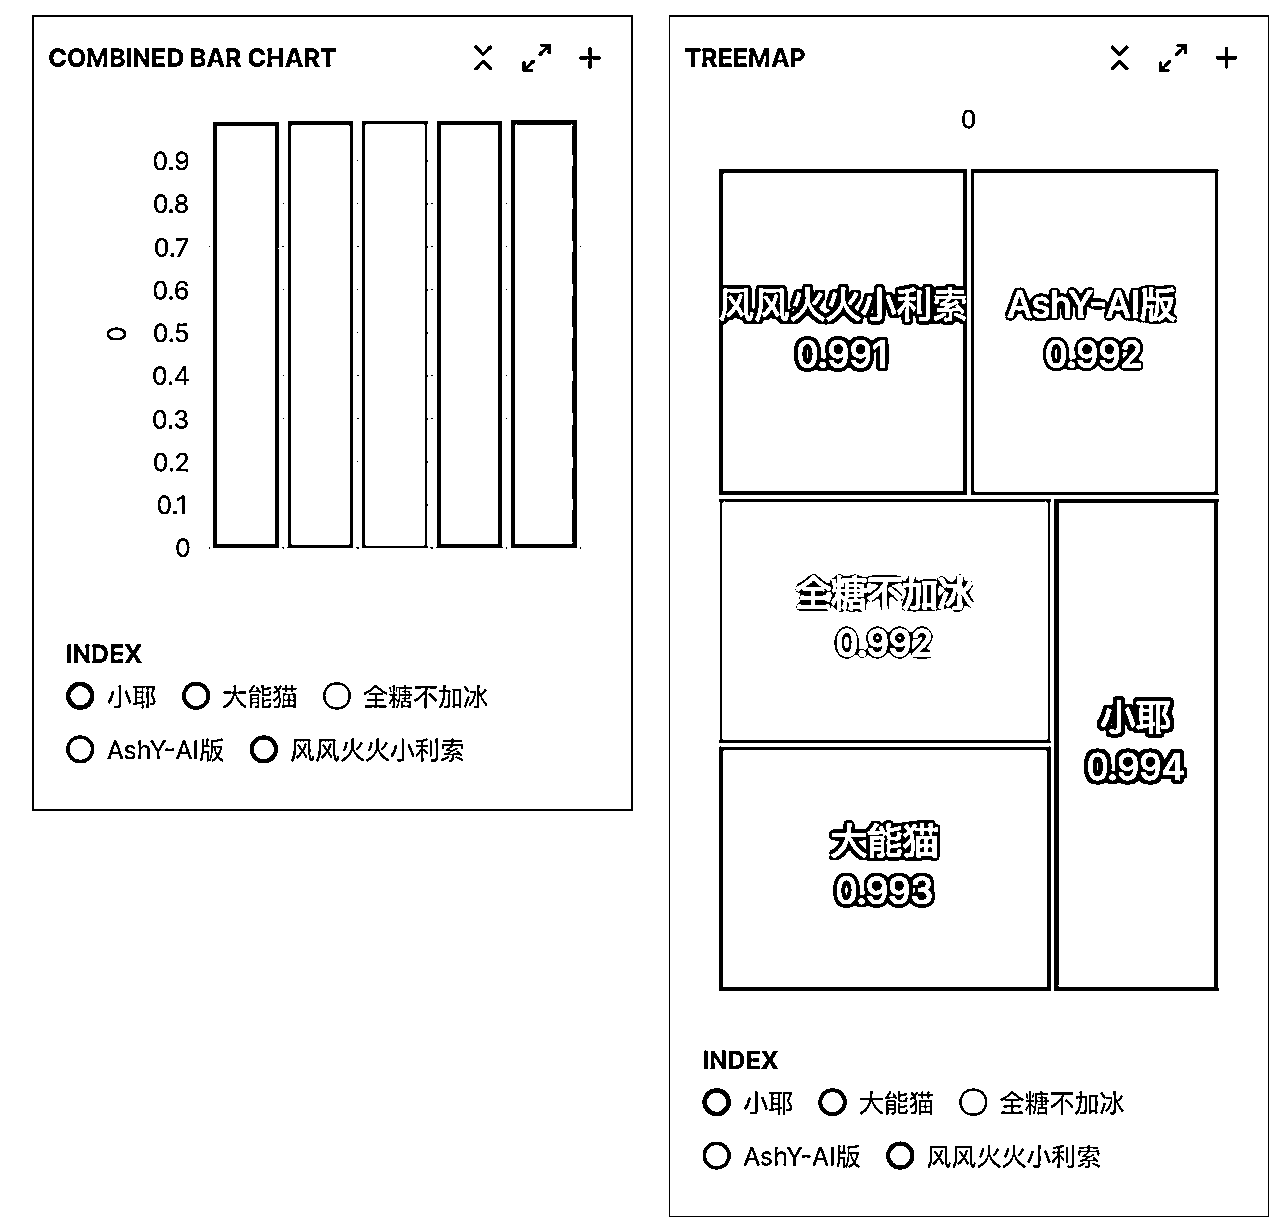 COMBINED BAR CHART
0.9
0.8
0.7
0.6
0.5
0.4
0.3
0.2
0.1
0
0
INDEX
小耶 大能猫 全糖不加冰
AshY-AI版 风风火火小利索
TREEMAP
0
风风火火小利索 AshY-AI版
0.991 0.992
全糖不加冰
0.992
小耶
0.994
大能猫
0.993
INDEX
小耶 大能猫 全糖不加冰
AshY-AI版 风风火火小利索